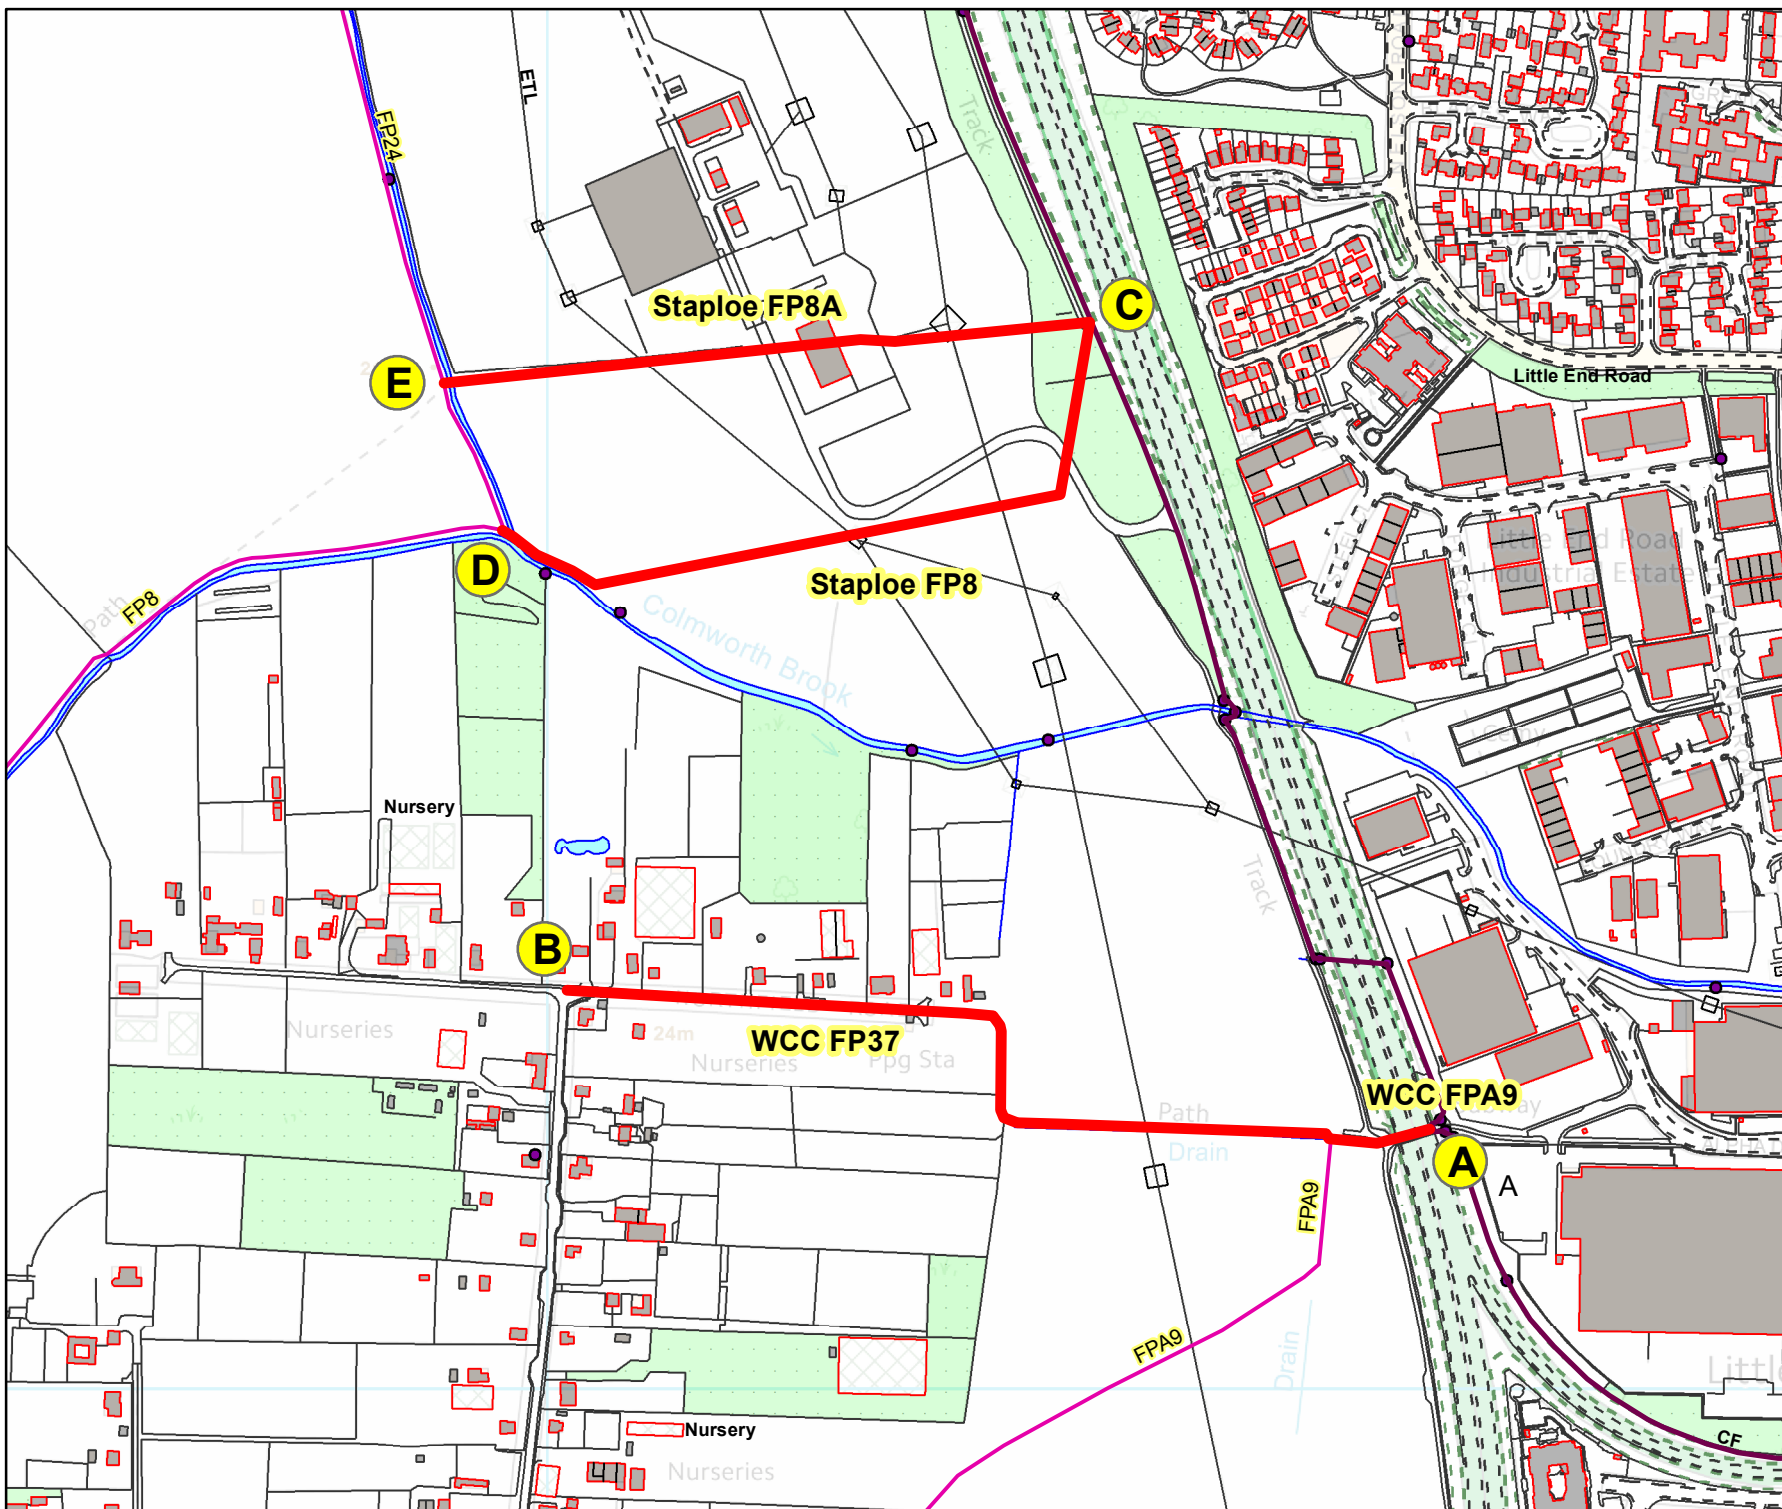 ETL
Track
FP24
Staploe FP8A
C
E
Little End Road
D
Staploe FP8
Little End Road
Industrial Estate
Path
FP8
Colmworth Brook
Nursery
Track
B
Nurseries
24m
WCC FP37
Nurseries
Ppg Sta
WCC FPA9
Path
Drain
A
A
FPA9
FPA9
Drain
Nursery
Nurseries
CF